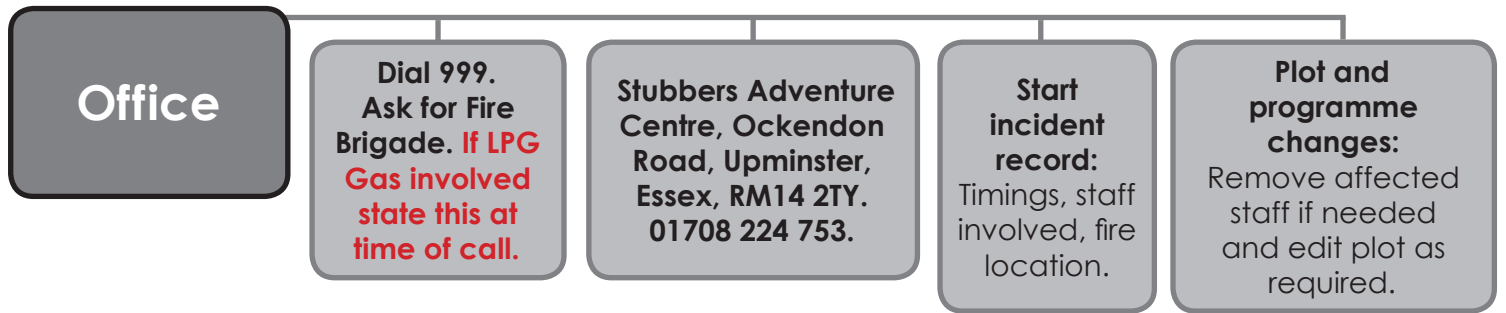 Office
Dial 999.
Ask for Fire
Brigade. If LPG
Gas involved
state this at
time of call.
Stubbers Adventure
Centre, Ockendon
Road, Upminster,
Essex, RM14 2TY.
01708 224 753.
Start
incident
record:
Timings, staff
involved, fire
location.
Plot and
programme
changes:
Remove affected
staff if needed
and edit plot as
required.